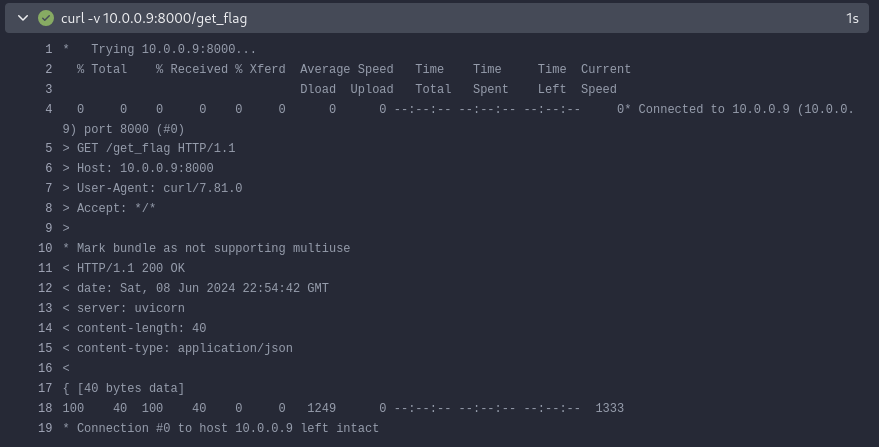 curl -v 10.0.0.9:8000/get_flag 1s
1 *   Trying 10.0.0.9:8000...
2   % Total    % Received % Xferd  Average Speed   Time    Time     Time  Current
3                                  Dload  Upload   Total   Spent    Left  Speed
4   0     0    0     0    0     0      0      0 --:--:-- --:--:-- --:--:--     0* Connected to 10.0.0.9 (10.0.0.
9) port 8000 (#0)
5 > GET /get_flag HTTP/1.1
6 > Host: 10.0.0.9:8000
7 > User-Agent: curl/7.81.0
8 > Accept: */*
9 >
10 * Mark bundle as not supporting multiuse
11 < HTTP/1.1 200 OK
12 < date: Sat, 08 Jun 2024 22:54:42 GMT
13 < server: uvicorn
14 < content-length: 40
15 < content-type: application/json
16 <
17 { [40 bytes data]
18 100    40  100    40    0     0   1249      0 --:--:-- --:--:-- --:--:--  1333
19 * Connection #0 to host 10.0.0.9 left intact